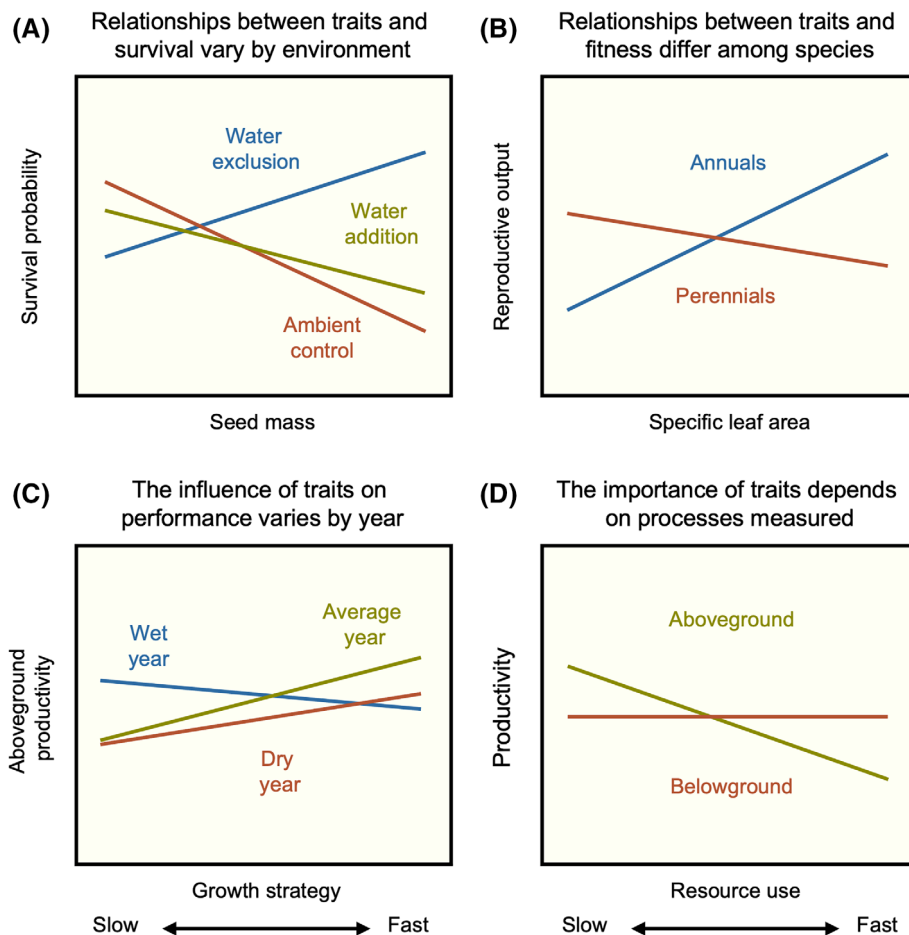 (A)
Relationships between traits and
survival vary by environment
Survival probability
Water
exclusion
Water
addition
Ambient
control
Seed mass
(B)
Relationships between traits and
fitness differ among species
Reproductive output
Annuals
Perennials
Specific leaf area
(C)
The influence of traits on
performance varies by year
Aboveground
productivity
Wet
year
Average
year
Dry
year
Growth strategy
Slow
Fast
(D)
The importance of traits depends
on processes measured
Productivity
Aboveground
Belowground
Resource use
Slow
Fast